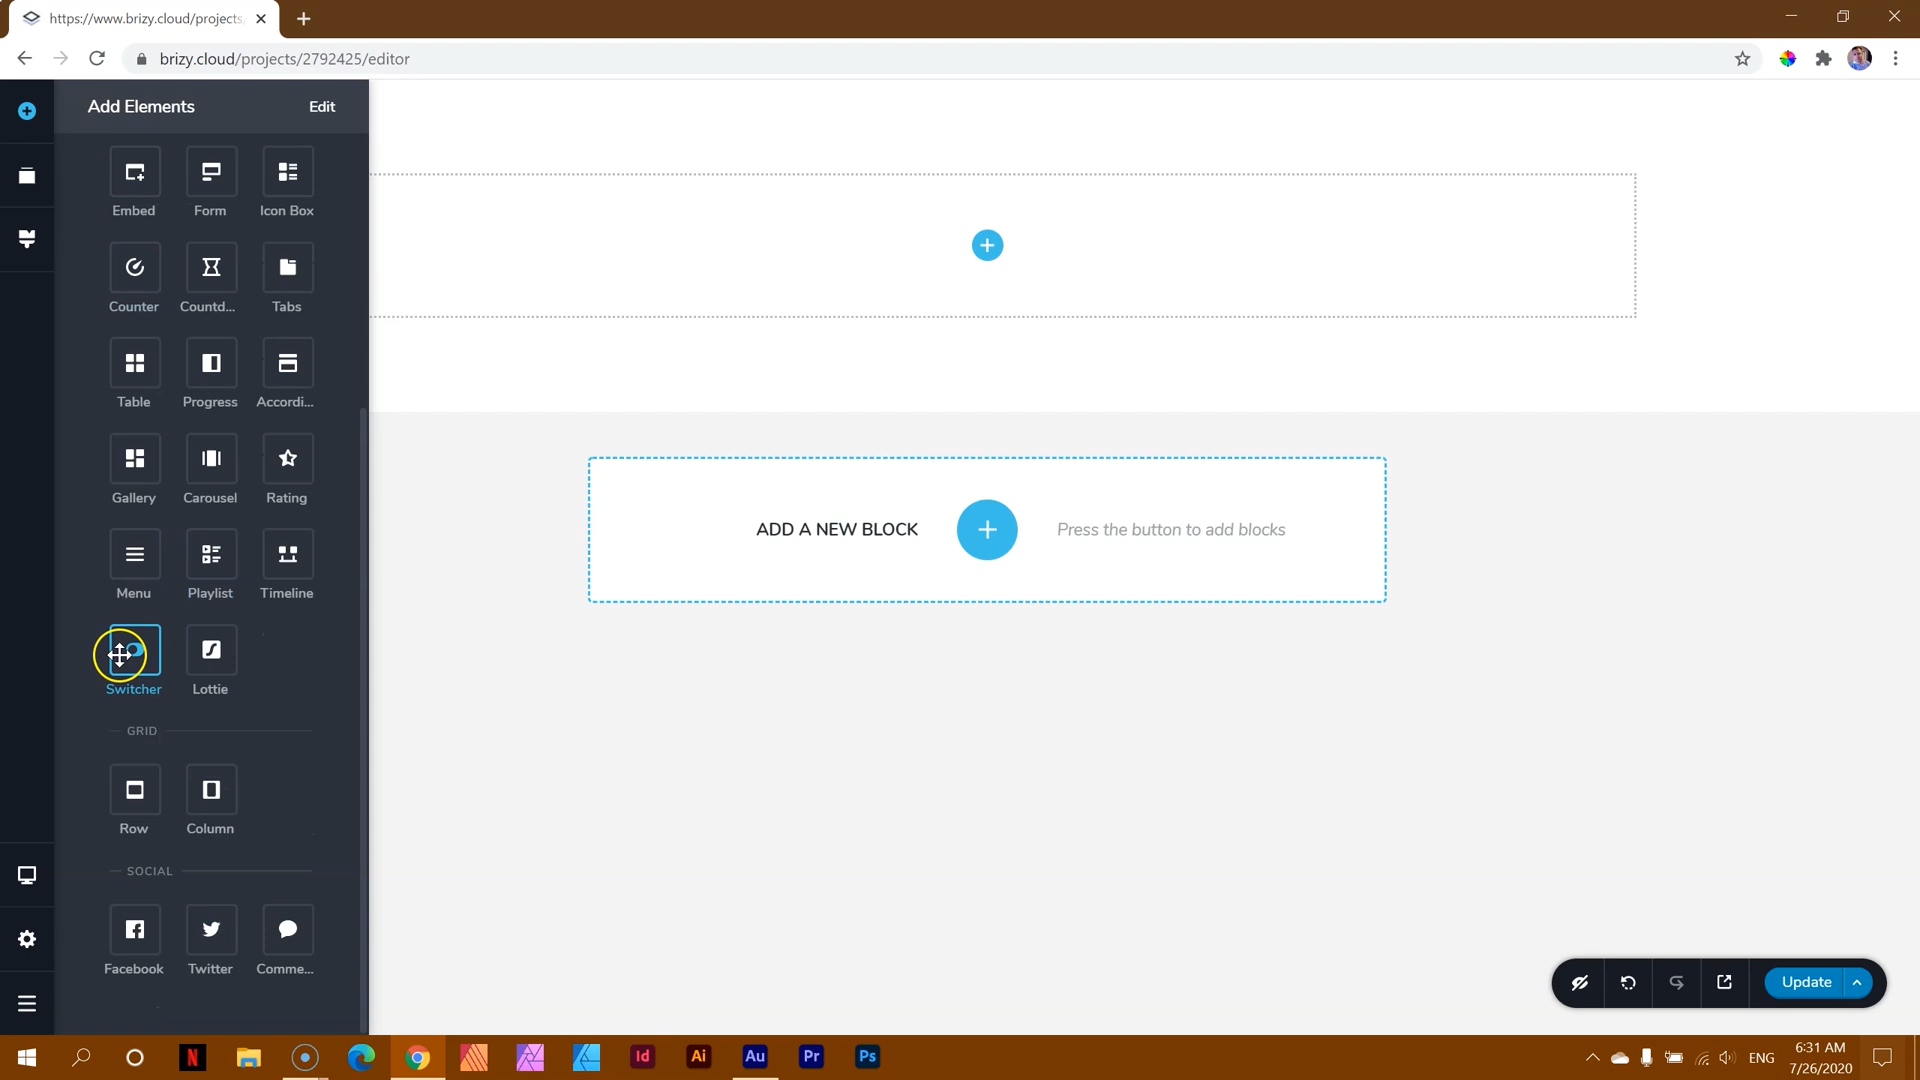 https://www.brizy.cloud/projects
brizy.cloud/projects/2792425/editor
Add Elements Edit
Embed Form Icon Box
Counter Countd... Tabs
Table Progress Accordi...
Gallery Carousel Rating
Menu Playlist Timeline
Switcher Lottie
GRID
Row Column
SOCIAL
Facebook Twitter Comme...
ADD A NEW BLOCK Press the button to add blocks
Update
N Id Ai Au Pr Ps ENG
6:31 AM
7/26/2020